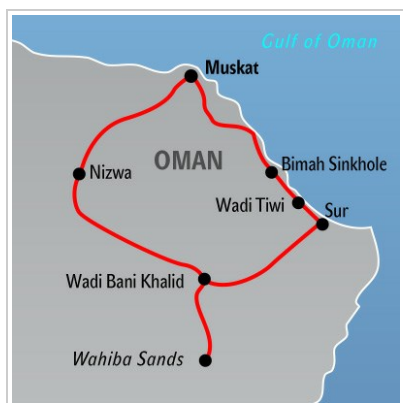 Gulf of Oman
Muskat
OMAN
Bimah Sinkhole
Nizwa
Wadi Tiwi
Sur
Wadi Bani Khalid
Wahiba Sands